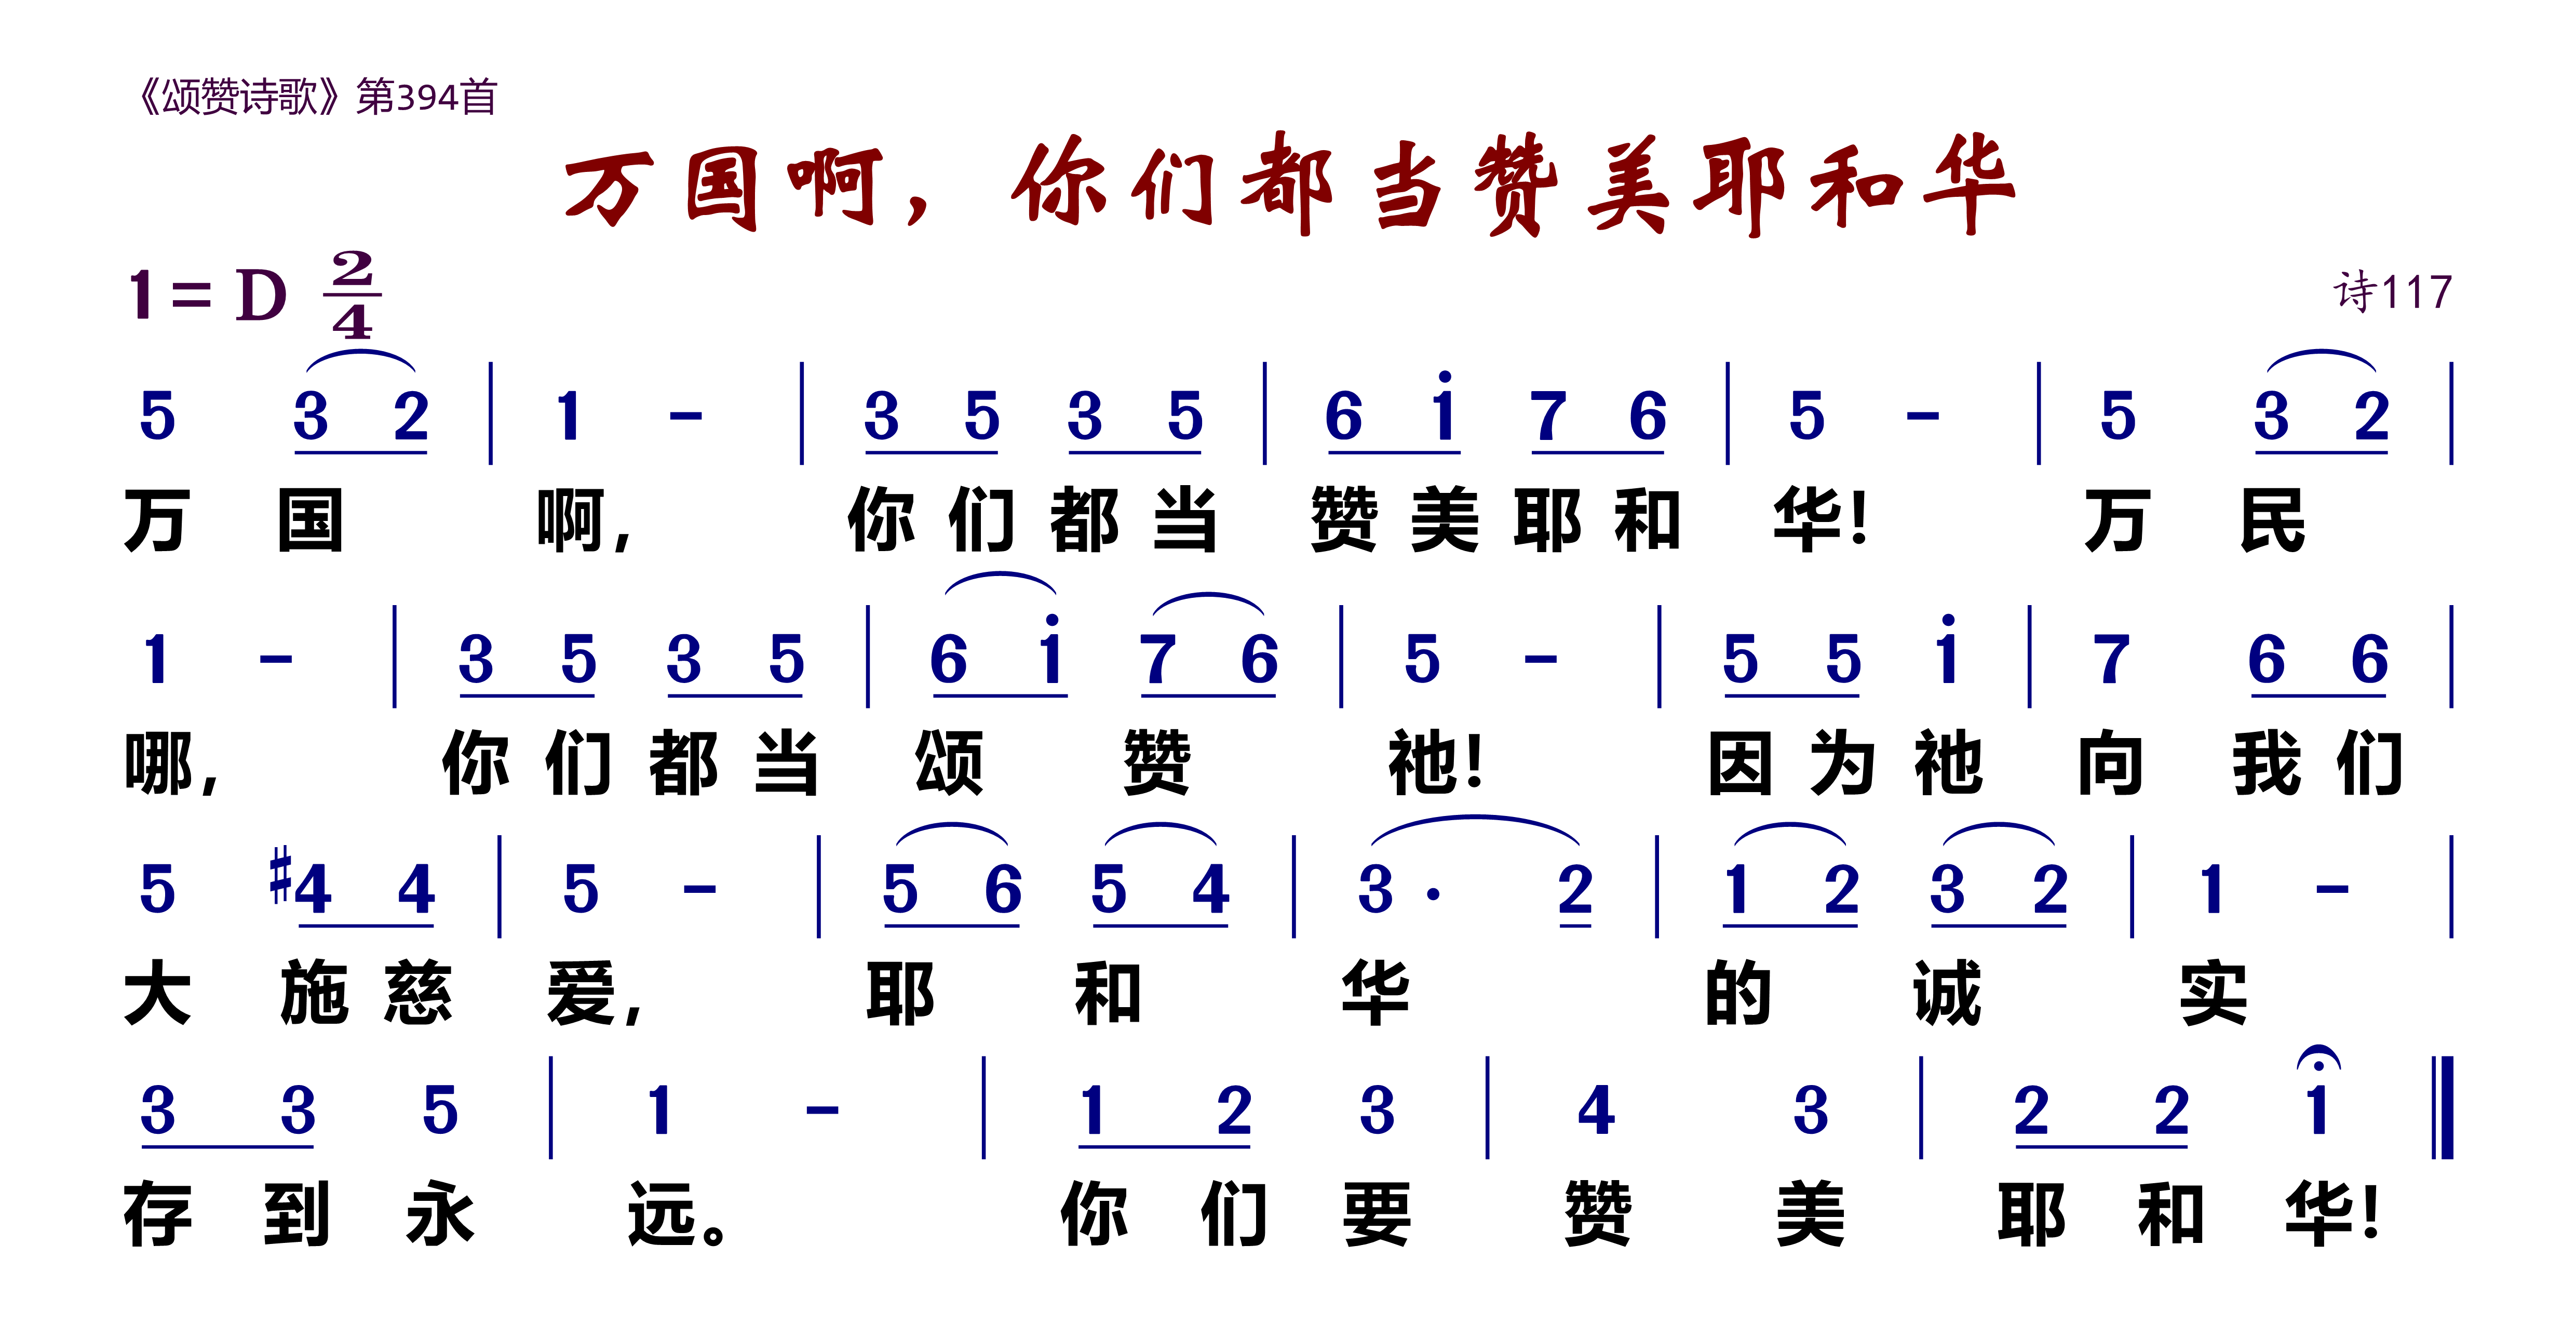 《颂赞诗歌》第394首
万国啊，你们都当赞美耶和华
1= D 2/4
诗117
5 3 2 | 1 - | 3 5 3 5 | 6 i 7 6 | 5 - | 5 3 2 |
万 国 啊， 你 们 都 当 赞 美 耶 和 华！ 万 民
1 - | 3 5 3 5 | 6 i 7 6 | 5 - | 5 5 i | 7 6 6 |
哪， 你 们 都 当 颂 赞 祂！ 因 为 祂 向 我 们
5 #4 4 | 5 - | 5 6 5 4 | 3 · 2 | 1 2 3 2 | 1 - |
大 施 慈 爱， 耶 和 华 的 诚 实
3 3 5 | 1 - | 1 2 3 | 4 3 | 2 2 1 ‖
存 到 永 远。 你 们 要 赞 美 耶 和 华！